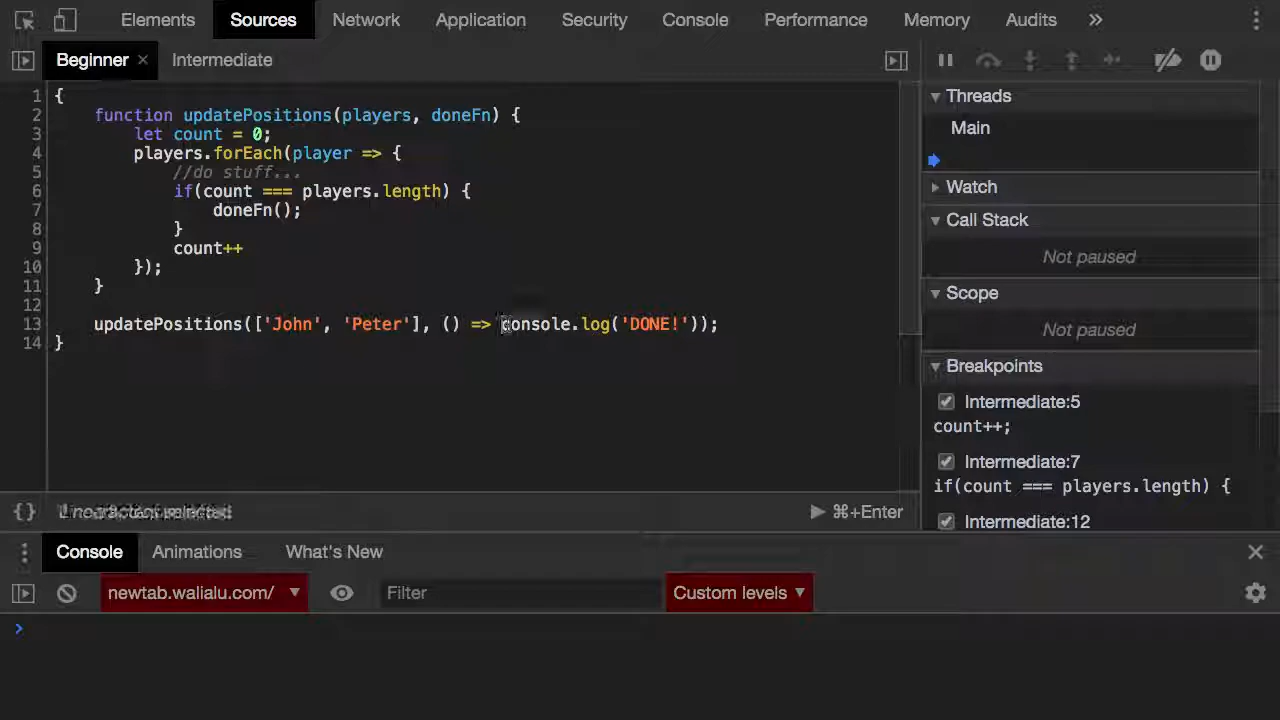 Elements Sources Network Application Security Console Performance Memory Audits »
Beginner × Intermediate
1 {
2 function updatePositions(players, doneFn) {
3 let count = 0;
4 players.forEach(player => {
5 //do stuff...
6 if(count === players.length) {
7 doneFn();
8 }
9 count++
10 });
11 }
12
13 updatePositions(['John', 'Peter'], () => console.log('DONE!'));
14 }
Threads
Main
Watch
Call Stack
Not paused
Scope
Not paused
Breakpoints
Intermediate:5
count++;
Intermediate:7
if(count === players.length) {
Intermediate:12
{} selected ⌘+Enter
Console Animations What's New
newtab.walialu.com/ Filter Custom levels
>